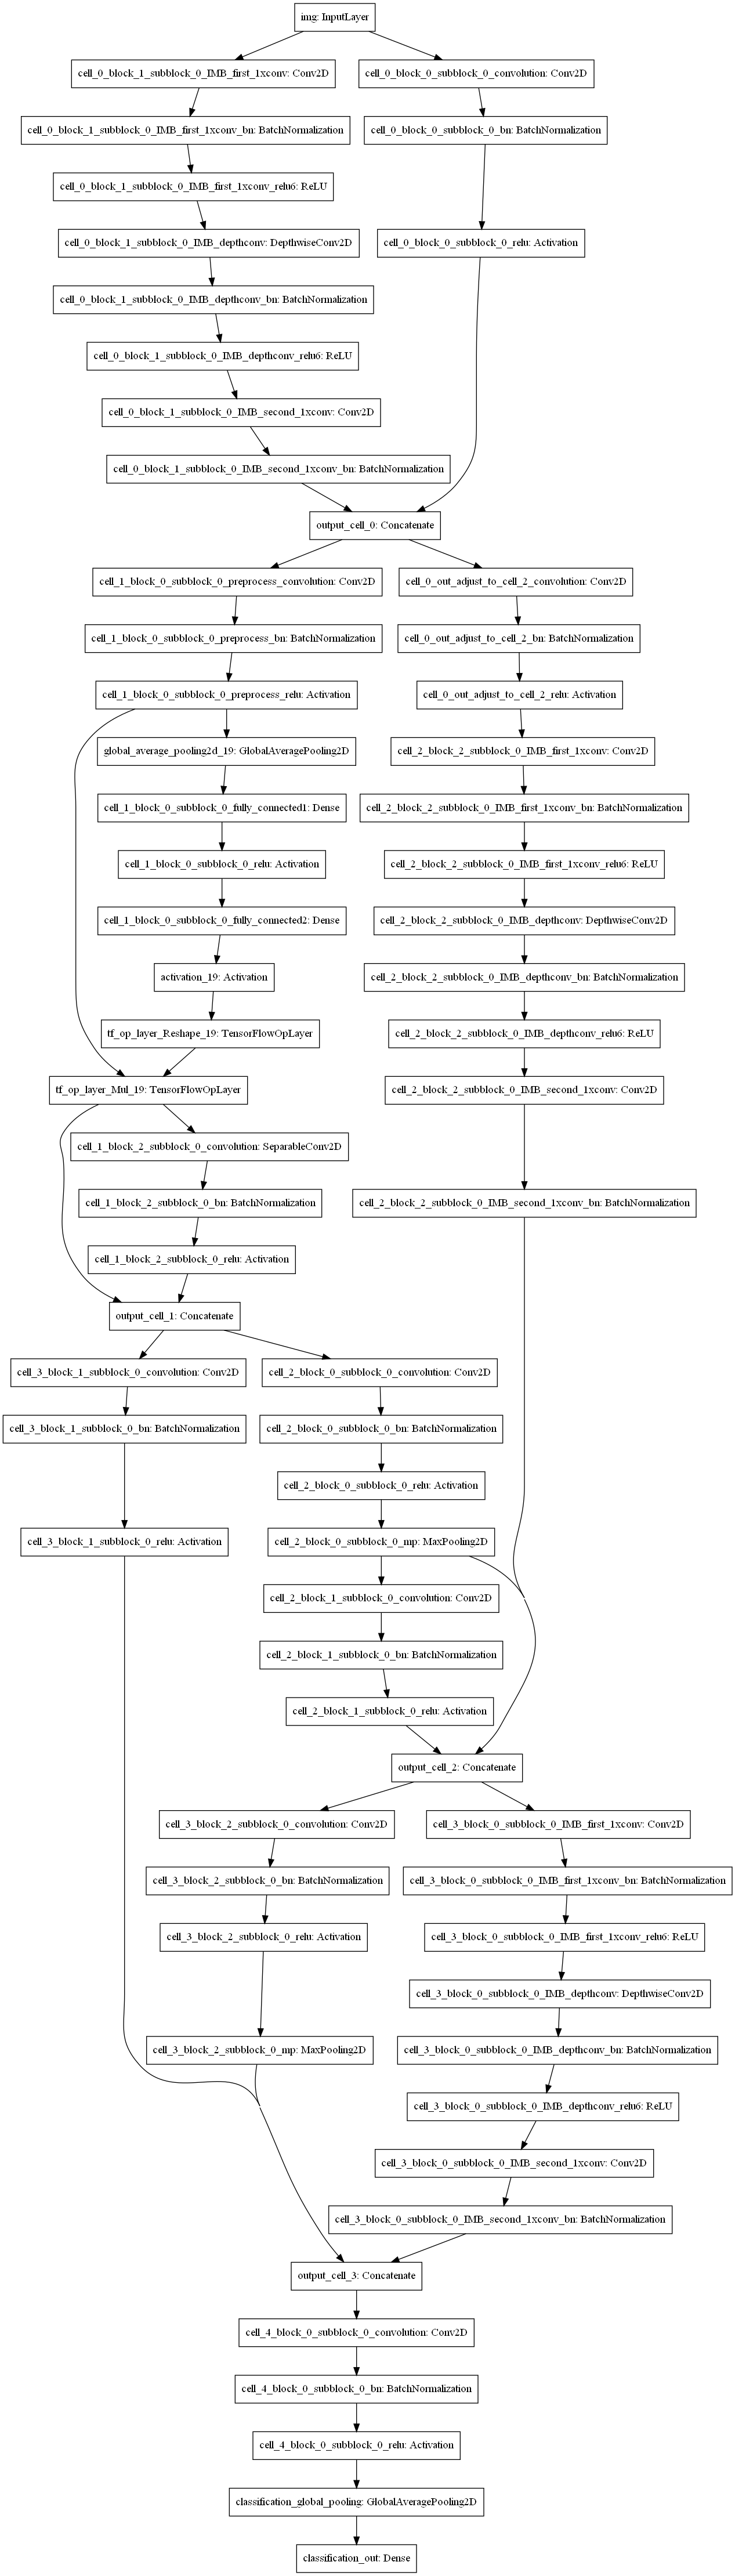 img: InputLayer
cell_0_block_1_subblock_0_IMB_first_1xconv: Conv2D
cell_0_block_0_subblock_0_convolution: Conv2D
cell_0_block_1_subblock_0_IMB_first_1xconv_bn: BatchNormalization
cell_0_block_0_subblock_0_bn: BatchNormalization
cell_0_block_1_subblock_0_IMB_first_1xconv_relu6: ReLU
cell_0_block_1_subblock_0_IMB_depthconv: DepthwiseConv2D
cell_0_block_0_subblock_0_relu: Activation
cell_0_block_1_subblock_0_IMB_depthconv_bn: BatchNormalization
cell_0_block_1_subblock_0_IMB_depthconv_relu6: ReLU
cell_0_block_1_subblock_0_IMB_second_1xconv: Conv2D
cell_0_block_1_subblock_0_IMB_second_1xconv_bn: BatchNormalization
output_cell_0: Concatenate
cell_1_block_0_subblock_0_preprocess_convolution: Conv2D
cell_0_out_adjust_to_cell_2_convolution: Conv2D
cell_1_block_0_subblock_0_preprocess_bn: BatchNormalization
cell_0_out_adjust_to_cell_2_bn: BatchNormalization
cell_1_block_0_subblock_0_preprocess_relu: Activation
cell_0_out_adjust_to_cell_2_relu: Activation
global_average_pooling2d_19: GlobalAveragePooling2D
cell_2_block_2_subblock_0_IMB_first_1xconv: Conv2D
cell_1_block_0_subblock_0_fully_connected1: Dense
cell_2_block_2_subblock_0_IMB_first_1xconv_bn: BatchNormalization
cell_1_block_0_subblock_0_relu: Activation
cell_2_block_2_subblock_0_IMB_first_1xconv_relu6: ReLU
cell_1_block_0_subblock_0_fully_connected2: Dense
cell_2_block_2_subblock_0_IMB_depthconv: DepthwiseConv2D
activation_19: Activation
cell_2_block_2_subblock_0_IMB_depthconv_bn: BatchNormalization
tf_op_layer_Reshape_19: TensorFlowOpLayer
cell_2_block_2_subblock_0_IMB_depthconv_relu6: ReLU
tf_op_layer_Mul_19: TensorFlowOpLayer
cell_2_block_2_subblock_0_IMB_second_1xconv: Conv2D
cell_1_block_2_subblock_0_convolution: SeparableConv2D
cell_1_block_2_subblock_0_bn: BatchNormalization
cell_2_block_2_subblock_0_IMB_second_1xconv_bn: BatchNormalization
cell_1_block_2_subblock_0_relu: Activation
output_cell_1: Concatenate
cell_3_block_1_subblock_0_convolution: Conv2D
cell_2_block_0_subblock_0_convolution: Conv2D
cell_3_block_1_subblock_0_bn: BatchNormalization
cell_2_block_0_subblock_0_bn: BatchNormalization
cell_2_block_0_subblock_0_relu: Activation
cell_3_block_1_subblock_0_relu: Activation
cell_2_block_0_subblock_0_mp: MaxPooling2D
cell_2_block_1_subblock_0_convolution: Conv2D
cell_2_block_1_subblock_0_bn: BatchNormalization
cell_2_block_1_subblock_0_relu: Activation
output_cell_2: Concatenate
cell_3_block_2_subblock_0_convolution: Conv2D
cell_3_block_0_subblock_0_IMB_first_1xconv: Conv2D
cell_3_block_2_subblock_0_bn: BatchNormalization
cell_3_block_0_subblock_0_IMB_first_1xconv_bn: BatchNormalization
cell_3_block_2_subblock_0_relu: Activation
cell_3_block_0_subblock_0_IMB_first_1xconv_relu6: ReLU
cell_3_block_0_subblock_0_IMB_depthconv: DepthwiseConv2D
cell_3_block_2_subblock_0_mp: MaxPooling2D
cell_3_block_0_subblock_0_IMB_depthconv_bn: BatchNormalization
cell_3_block_0_subblock_0_IMB_depthconv_relu6: ReLU
cell_3_block_0_subblock_0_IMB_second_1xconv: Conv2D
cell_3_block_0_subblock_0_IMB_second_1xconv_bn: BatchNormalization
output_cell_3: Concatenate
cell_4_block_0_subblock_0_convolution: Conv2D
cell_4_block_0_subblock_0_bn: BatchNormalization
cell_4_block_0_subblock_0_relu: Activation
classification_global_pooling: GlobalAveragePooling2D
classification_out: Dense